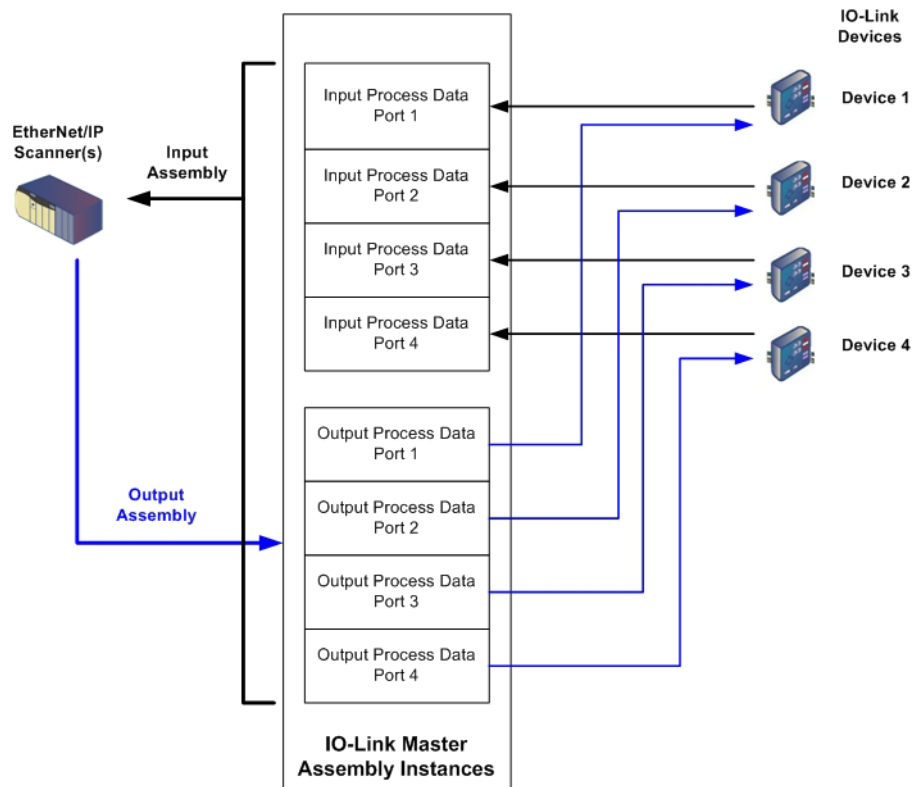 IO-Link
Devices
EtherNet/IP
Scanner(s)
Input
Assembly
Output
Assembly
Input Process Data
Port 1
Input Process Data
Port 2
Input Process Data
Port 3
Input Process Data
Port 4
Output Process Data
Port 1
Output Process Data
Port 2
Output Process Data
Port 3
Output Process Data
Port 4
IO-Link Master
Assembly Instances
Device 1
Device 2
Device 3
Device 4